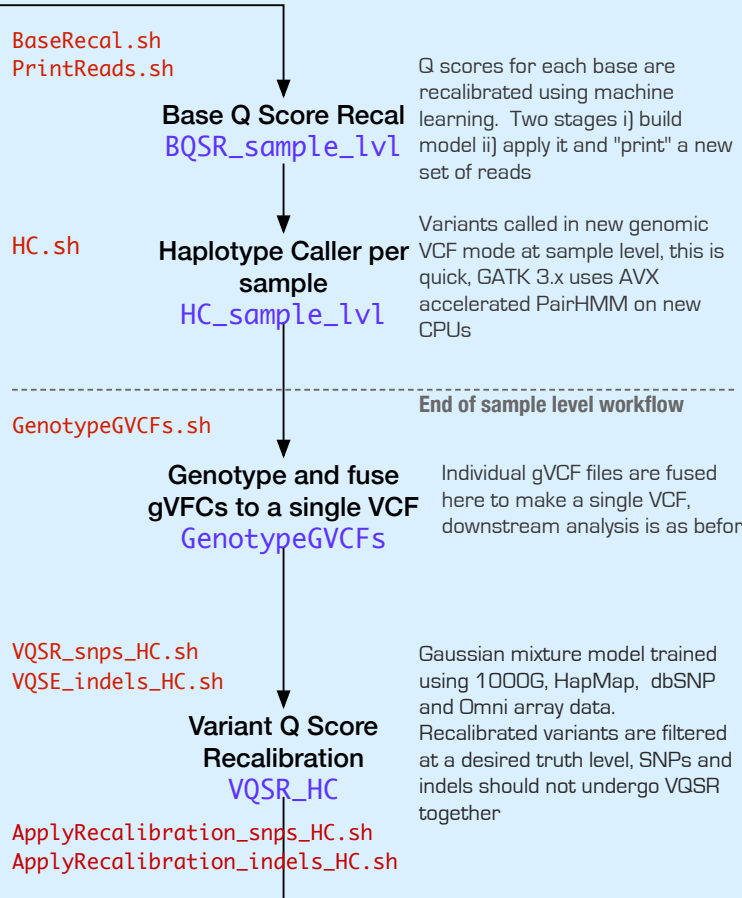 BaseRecal.sh
PrintReads.sh
Base Q Score Recal
BQSR_sample_lvl
Q scores for each base are
recalibrated using machine
learning. Two stages i) build
model ii) apply it and "print" a new
set of reads
HC.sh
Haplotype Caller per
sample
HC_sample_lvl
Variants called in new genomic
VCF mode at sample level, this is
quick, GATK 3.x uses AVX
accelerated PairHMM on new
CPUs
End of sample level workflow
GenotypeGVCFs.sh
Genotype and fuse
gVFCs to a single VCF
GenotypeGVCFs
Individual gVCF files are fused
here to make a single VCF,
downstream analysis is as befor
VQSR_snps_HC.sh
VQSE_indels_HC.sh
Variant Q Score
Recalibration
VQSR_HC
Gaussian mixture model trained
using 1000G, HapMap, dbSNP
and Omni array data.
Recalibrated variants are filtered
at a desired truth level, SNPs and
indels should not undergo VQSR
together
ApplyRecalibration_snps_HC.sh
ApplyRecalibration_indels_HC.sh